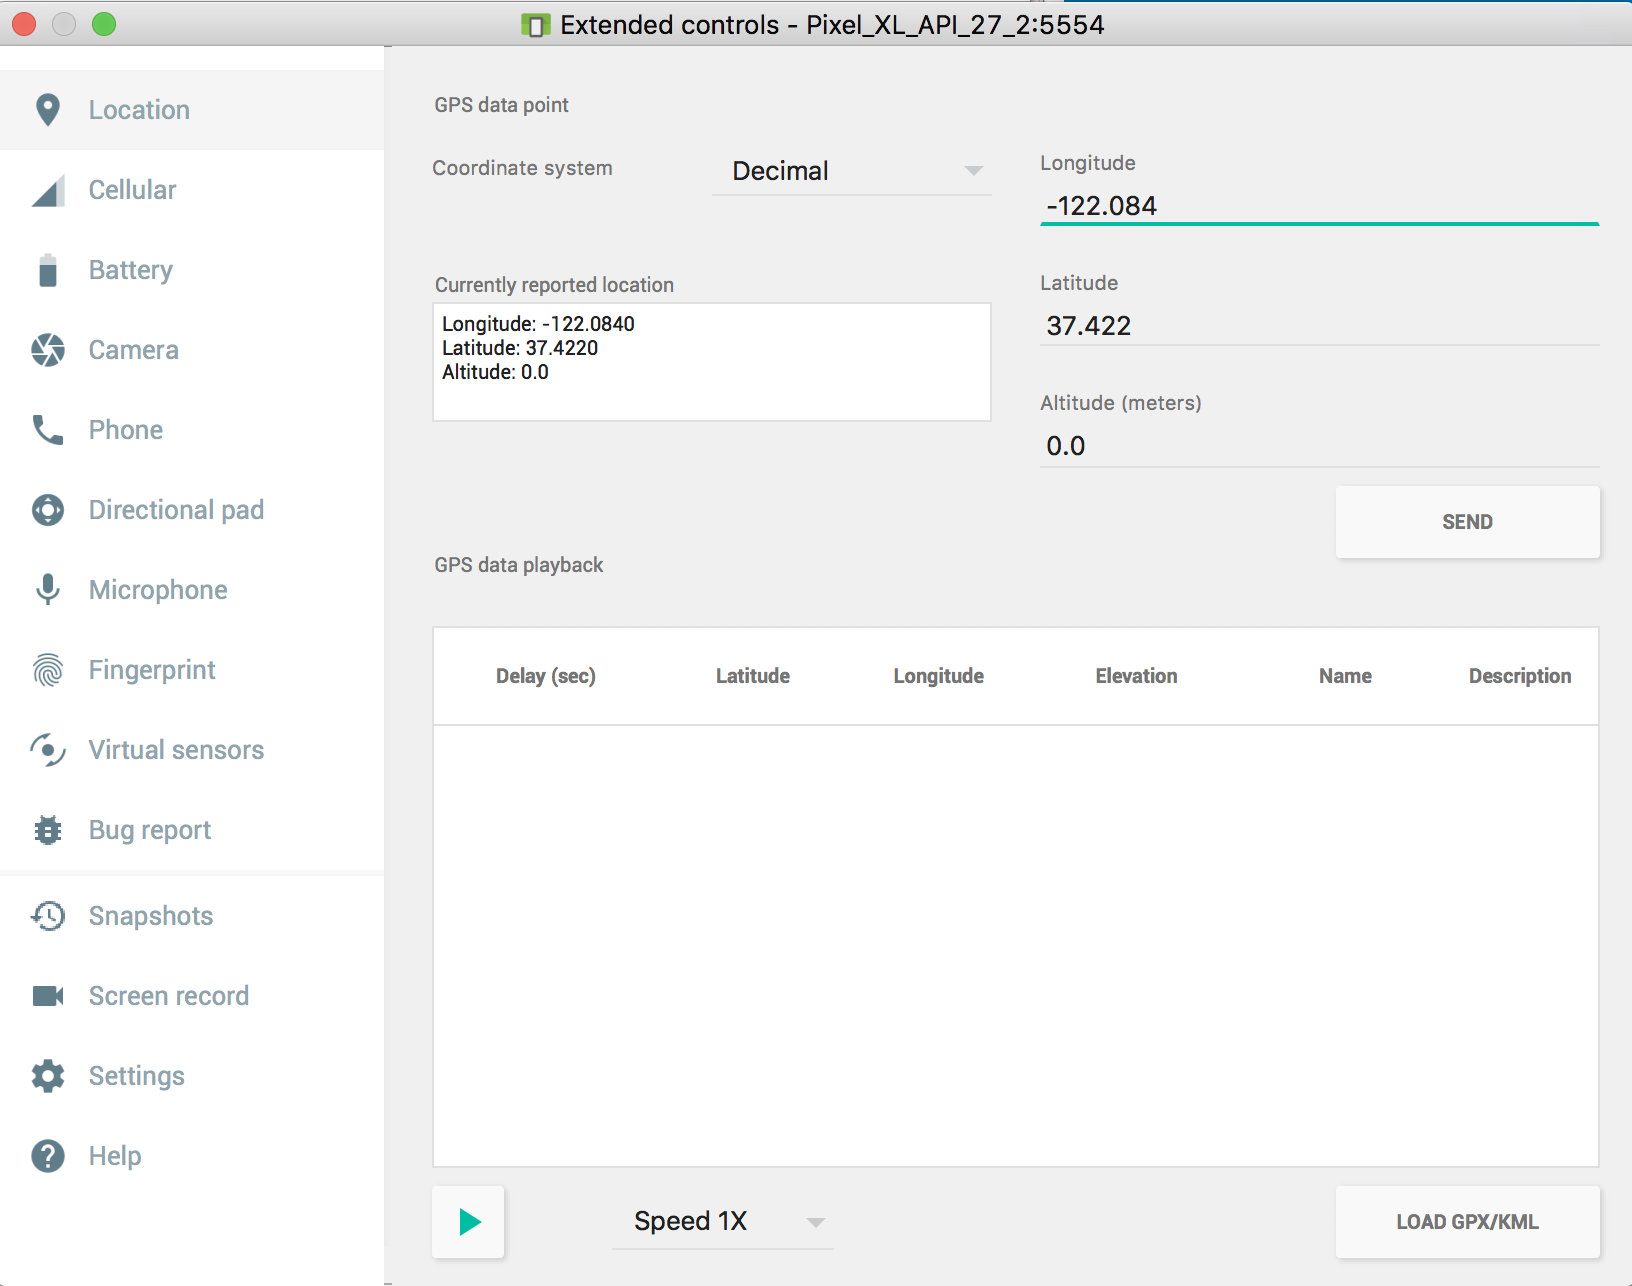 Extended controls - Pixel_XL_API_27_2:5554
Location
Cellular
Battery
Camera
Phone
Directional pad
Microphone
Fingerprint
Virtual sensors
Bug report
Snapshots
Screen record
Settings
Help
GPS data point
Coordinate system
Decimal
Longitude
-122.084
Currently reported location
Longitude: -122.0840
Latitude: 37.4220
Altitude: 0.0
Latitude
37.422
Altitude (meters)
0.0
SEND
GPS data playback
Delay (sec) Latitude Longitude Elevation Name Description
Speed 1X
LOAD GPX/KML